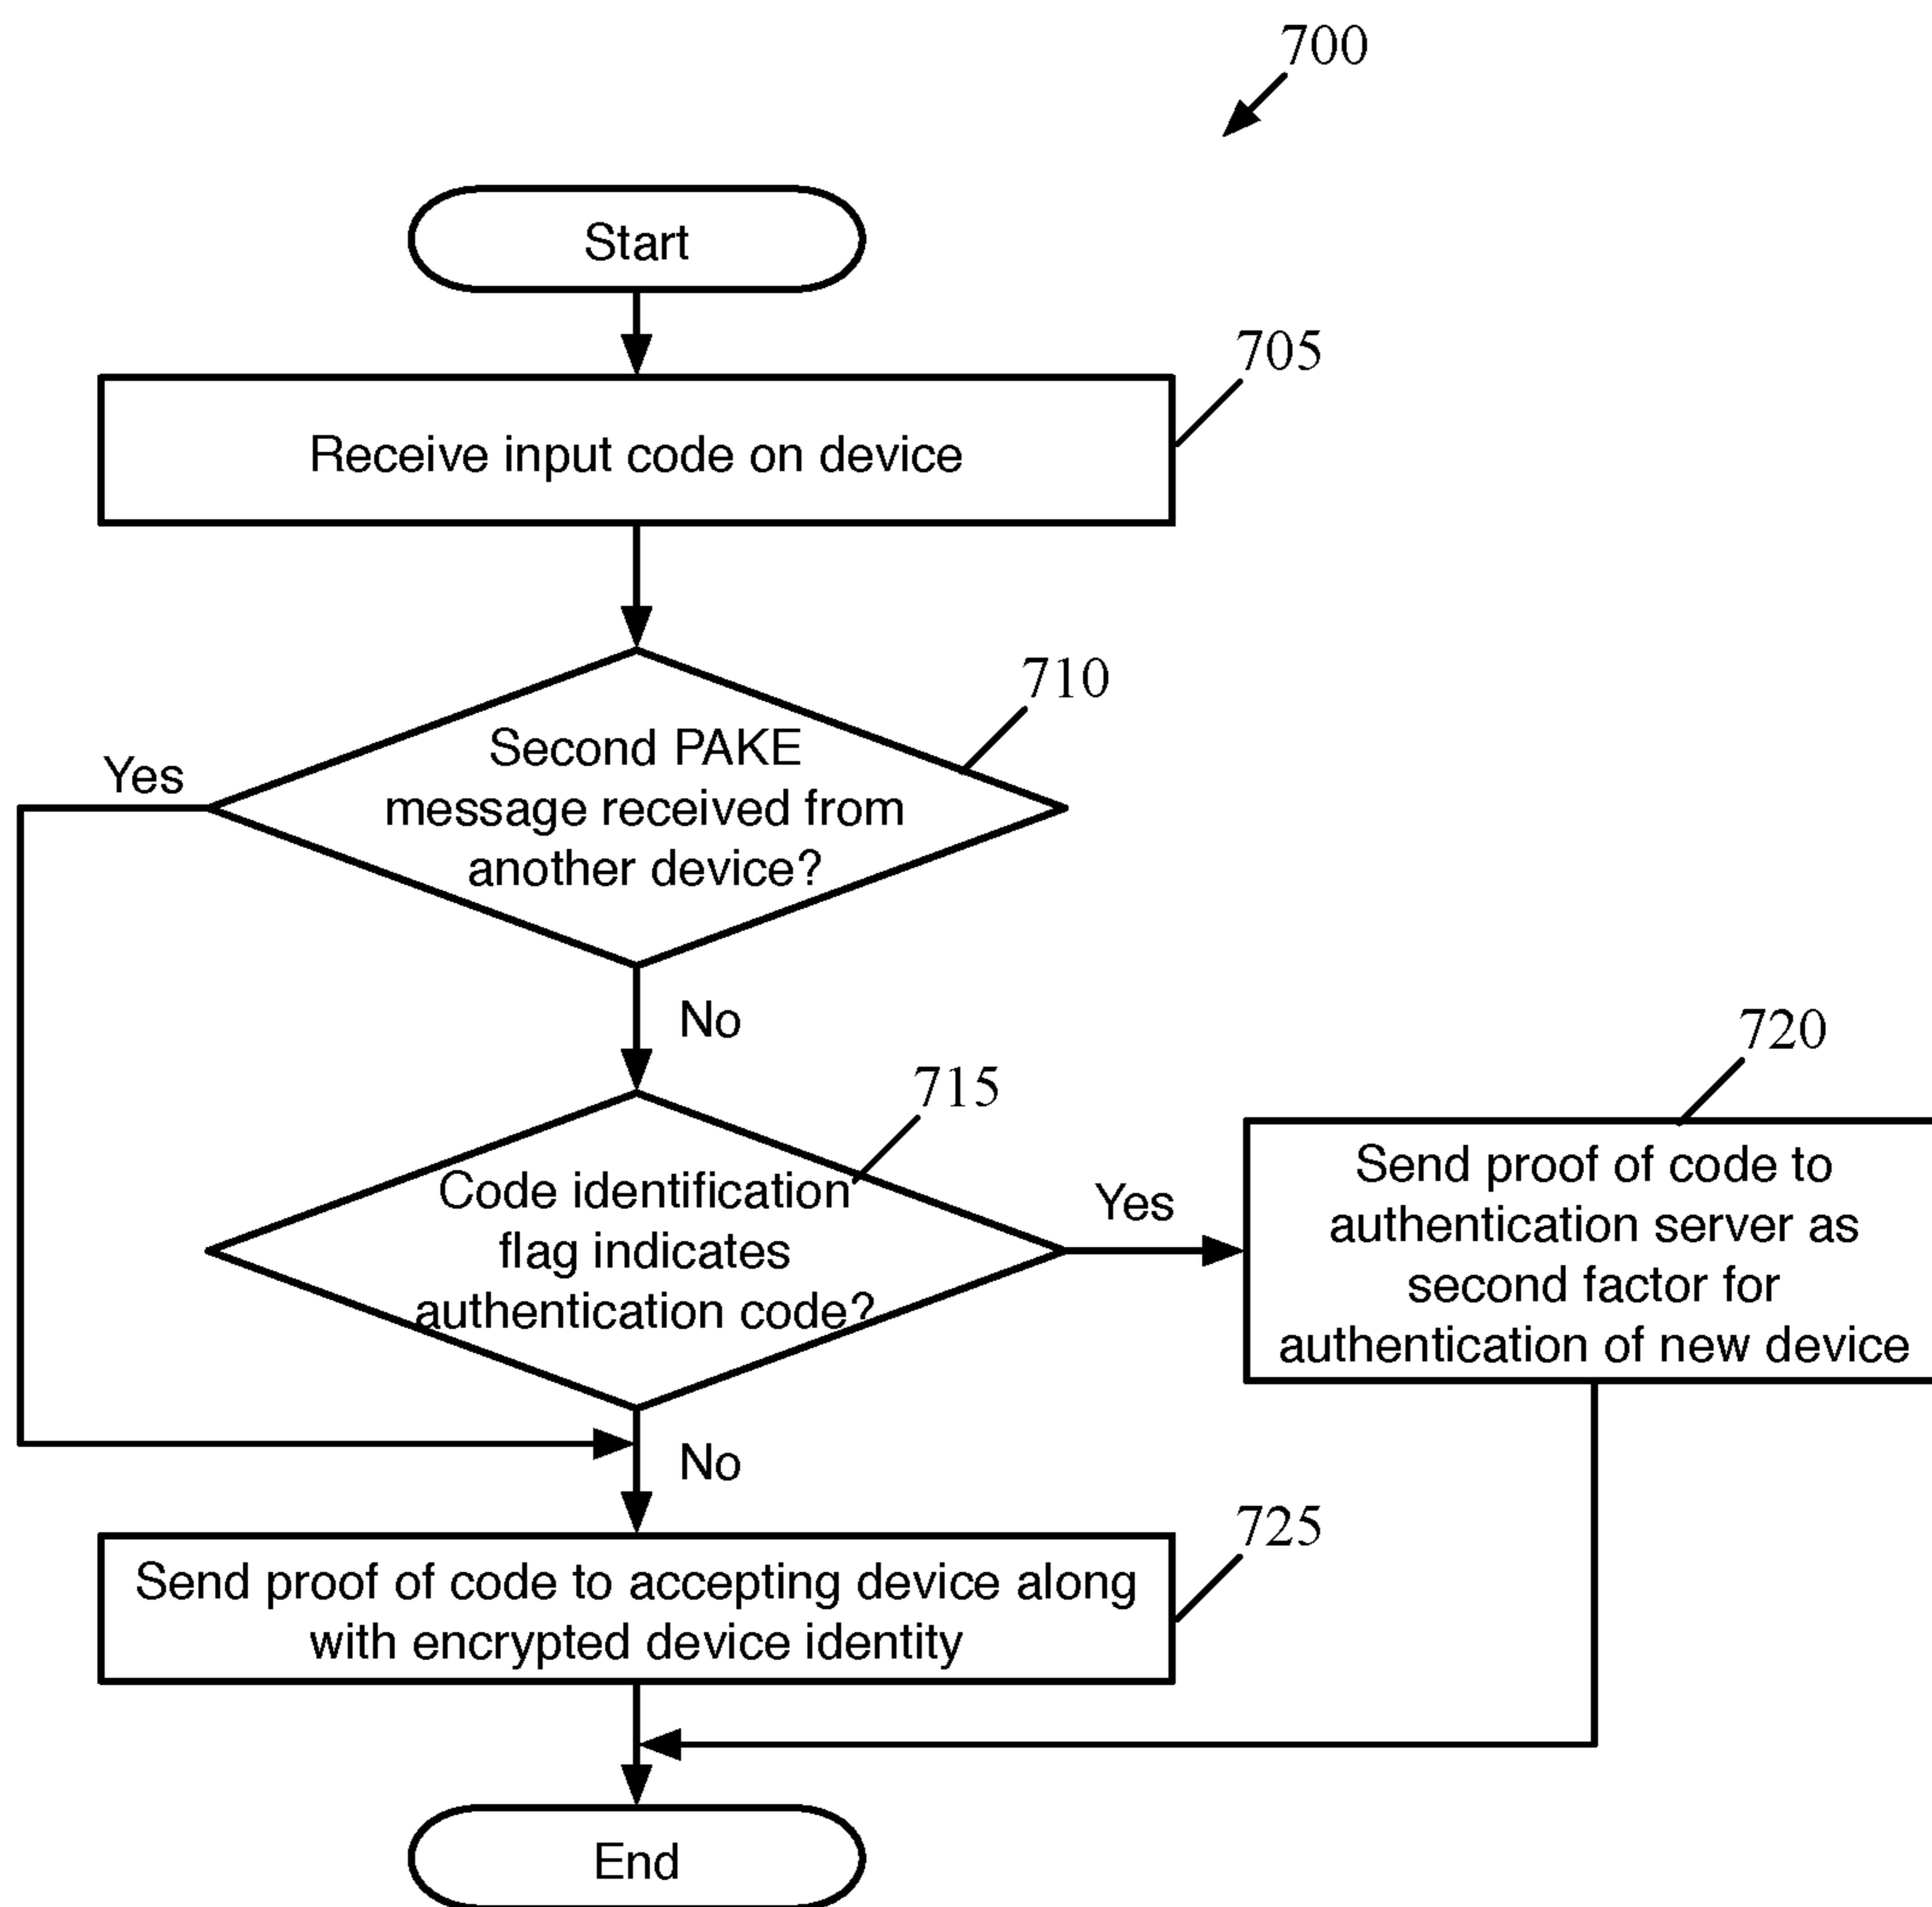 700
Start
705
Receive input code on device
710
Second PAKE
message received from
another device?
Yes
No
715
Code identification
flag indicates
authentication code?
Yes
720
Send proof of code to
authentication server as
second factor for
authentication of new device
No
725
Send proof of code to accepting device along
with encrypted device identity
End